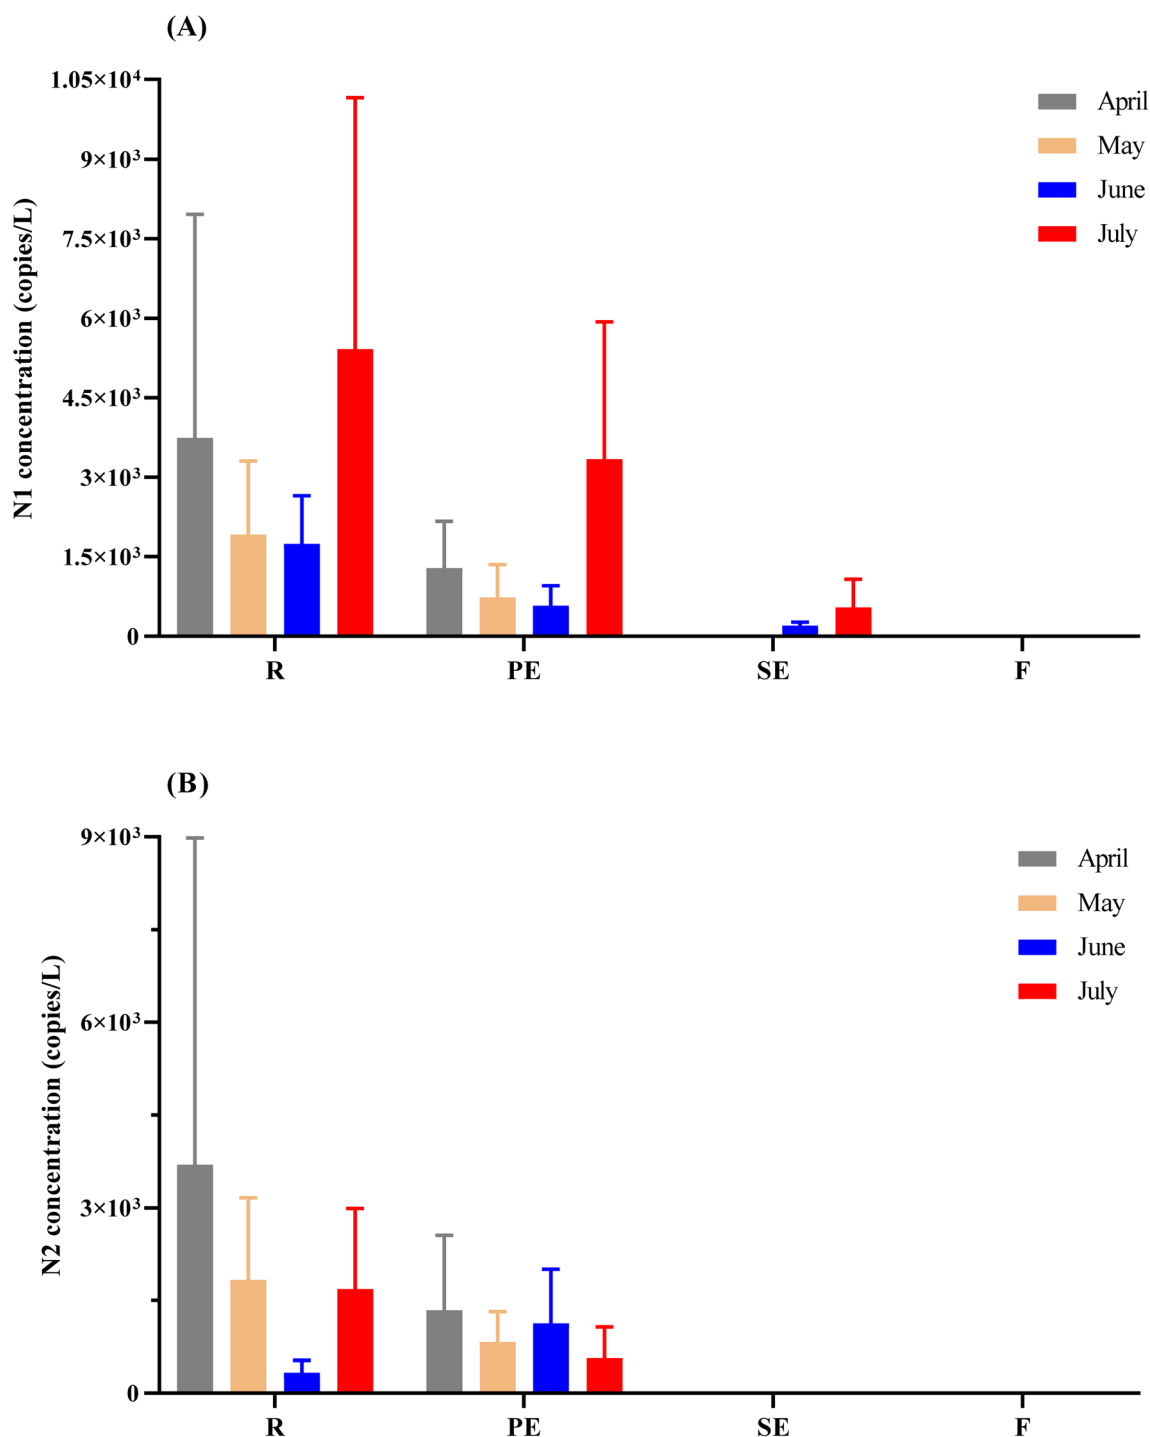 (A)
N1 concentration (copies/L)
1.05×10⁴
9×10³
7.5×10³
6×10³
4.5×10³
3×10³
1.5×10³
0
R PE SE F
April
May
June
July
(B)
N2 concentration (copies/L)
9×10³
6×10³
3×10³
0
R PE SE F
April
May
June
July